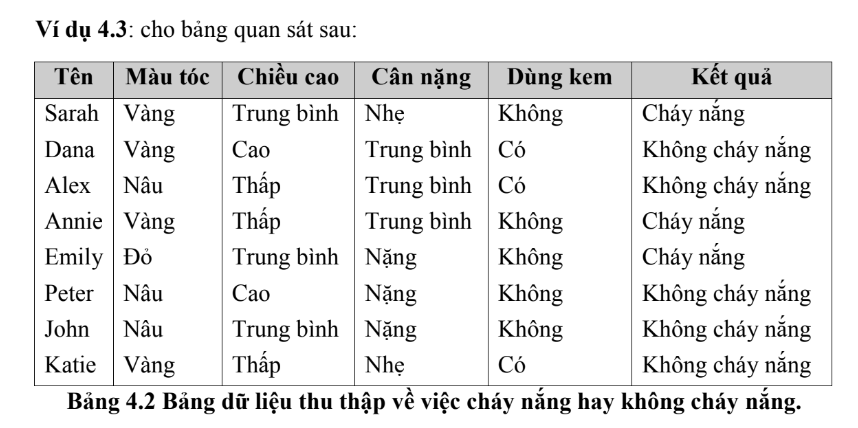 Ví dụ 4.3: cho bảng quan sát sau:
Tên Màu tóc Chiều cao Cân nặng Dùng kem Kết quả
Sarah Vàng Trung bình Nhẹ Không Cháy nắng
Dana Vàng Cao Trung bình Có Không cháy nắng
Alex Nâu Thấp Trung bình Có Không cháy nắng
Annie Vàng Thấp Trung bình Không Cháy nắng
Emily Đỏ Trung bình Nặng Không Cháy nắng
Peter Nâu Cao Nặng Không Không cháy nắng
John Nâu Trung bình Nặng Không Không cháy nắng
Katie Vàng Thấp Nhẹ Có Không cháy nắng
Bảng 4.2 Bảng dữ liệu thu thập về việc cháy nắng hay không cháy nắng.